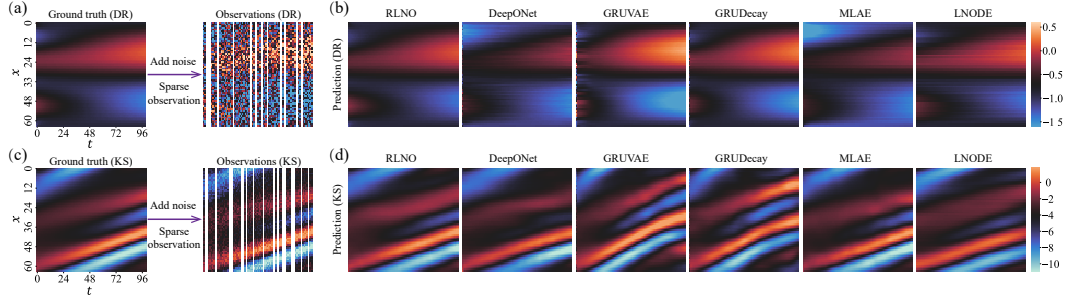 (a)
Ground truth (DR)
Observations (DR)
x
0
12
24
33
48
60
0
24
48
72
96
t
Add noise
Sparse
observation
(b)
RLNO
DeepONet
GRUVAE
GRUDecay
MLAE
LNODE
Prediction (DR)
0.5
0.0
−0.5
−1.0
−1.5
(c)
Ground truth (KS)
Observations (KS)
x
0
12
24
36
48
60
0
24
48
72
96
t
Add noise
Sparse
observation
(d)
RLNO
DeepONet
GRUVAE
GRUDecay
MLAE
LNODE
Prediction (KS)
0
−2
−4
−6
−8
−10